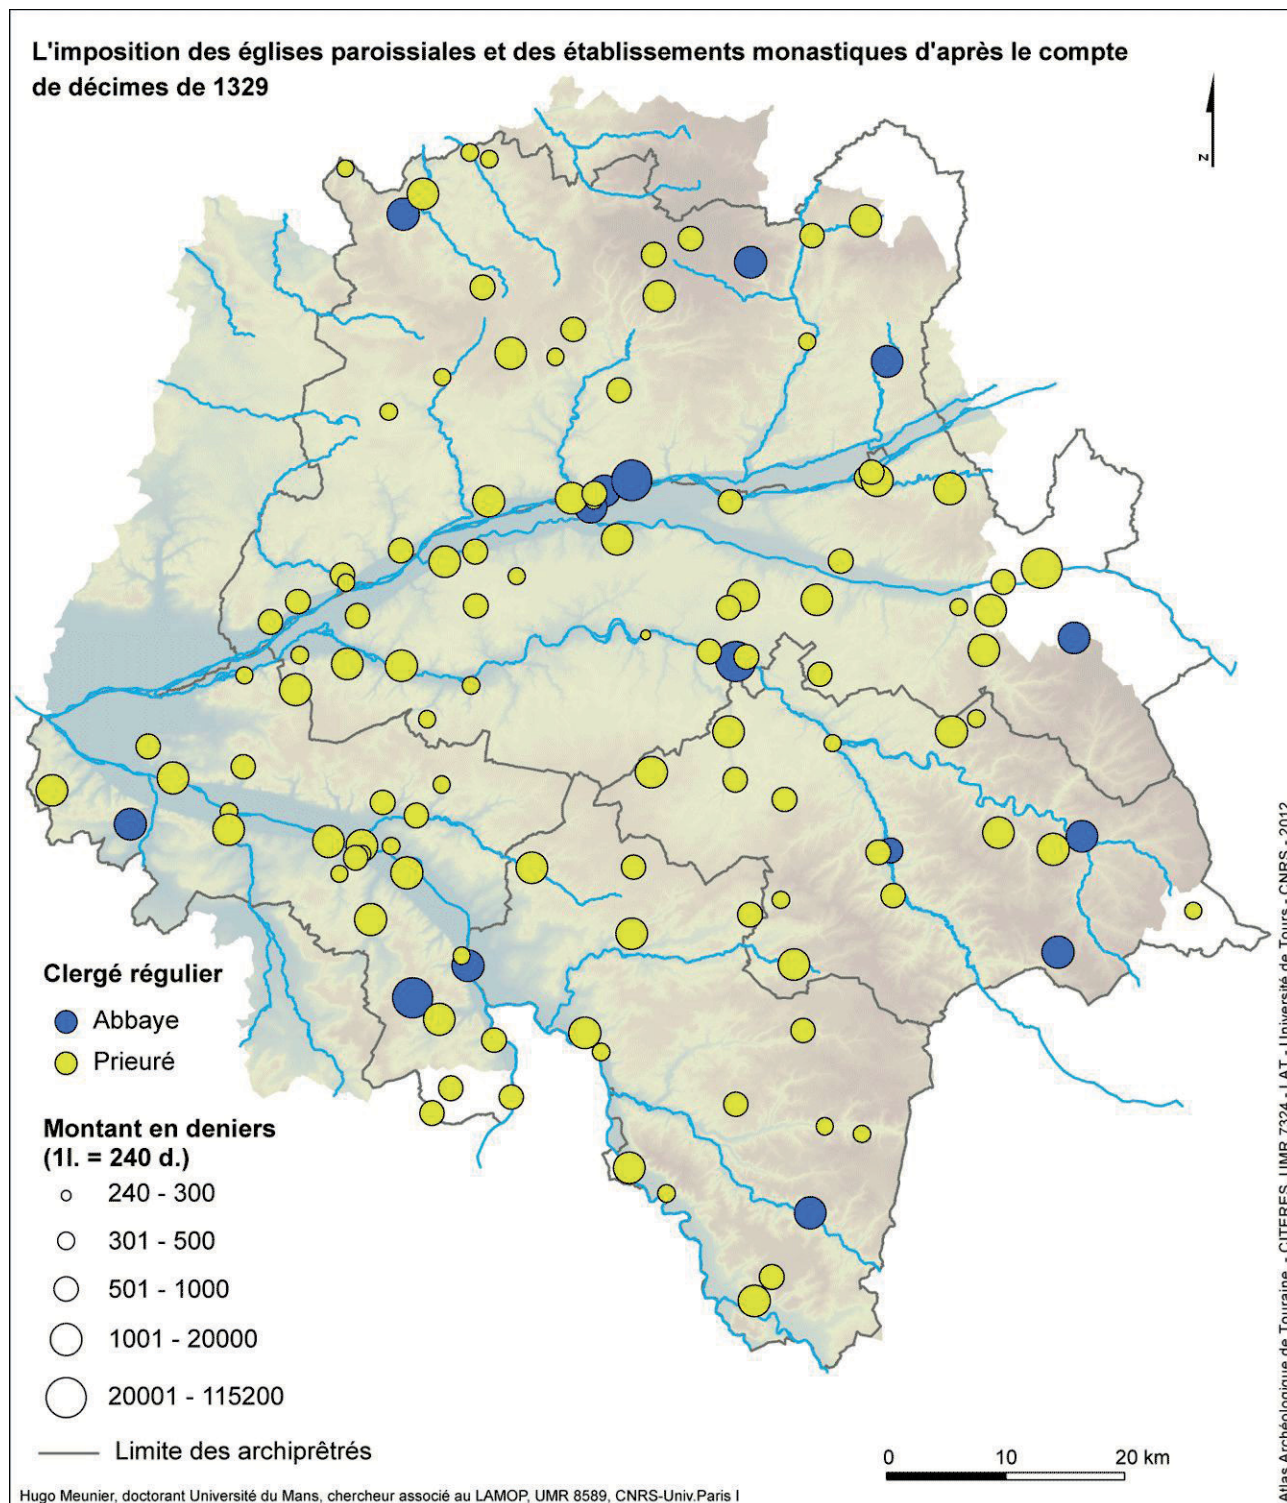 L'imposition des églises paroissiales et des établissements monastiques d'après le compte
de décimes de 1329
z
Clergé régulier
Abbaye
Prieuré
Montant en deniers
(1l. = 240 d.)
240 - 300
301 - 500
501 - 1000
1001 - 20000
20001 - 115200
Limite des archiprêtrés
0 10 20 km
Hugo Meunier, doctorant Université du Mans, chercheur associé au LAMOP, UMR 8589, CNRS-Univ.Paris I
Atlas Archéologique de Touraine - CITERES, UMR 7324 - LAT - Université de Tours - CNRS - 2012